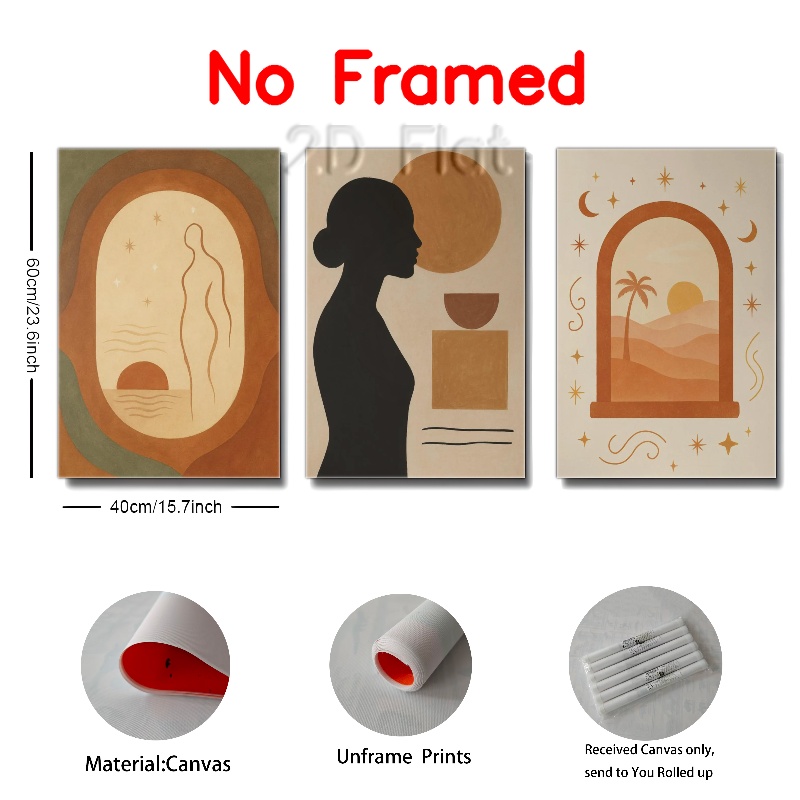 No Framed
2D Flat
60cm/23.6inch
40cm/15.7inch
Material:Canvas
Unframe Prints
Received Canvas only,
send to You Rolled up